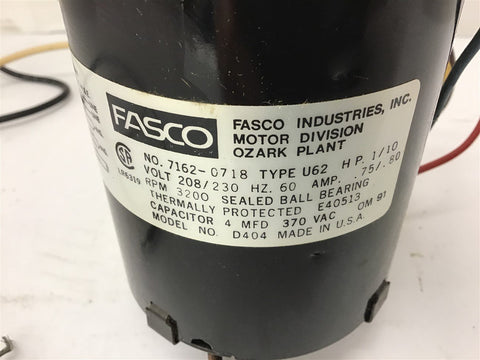 FASCO
FASCO INDUSTRIES, INC.
MOTOR DIVISION
OZARK PLANT
LR6319
NO. 7162-0718 TYPE U62 HP. 1/10
VOLT 208/230 HZ. 60 AMP. .75/.80
RPM 3200 SEALED BALL BEARING
THERMALLY PROTECTED E40513
CAPACITOR 4 MFD 370 VAC OM 91
MODEL NO. D404 MADE IN U.S.A.